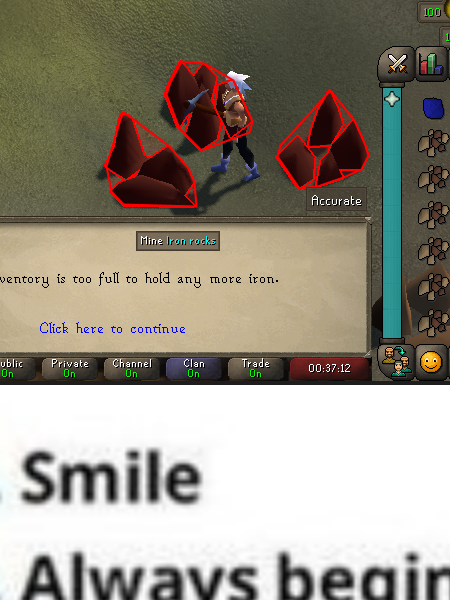 100
1
Accurate
Mine Iron rocks
ventory is too full to hold any more iron.
Click here to continue
ublic Private Channel Clan Trade 00:37:12
On On On On On
Smile
Always begin